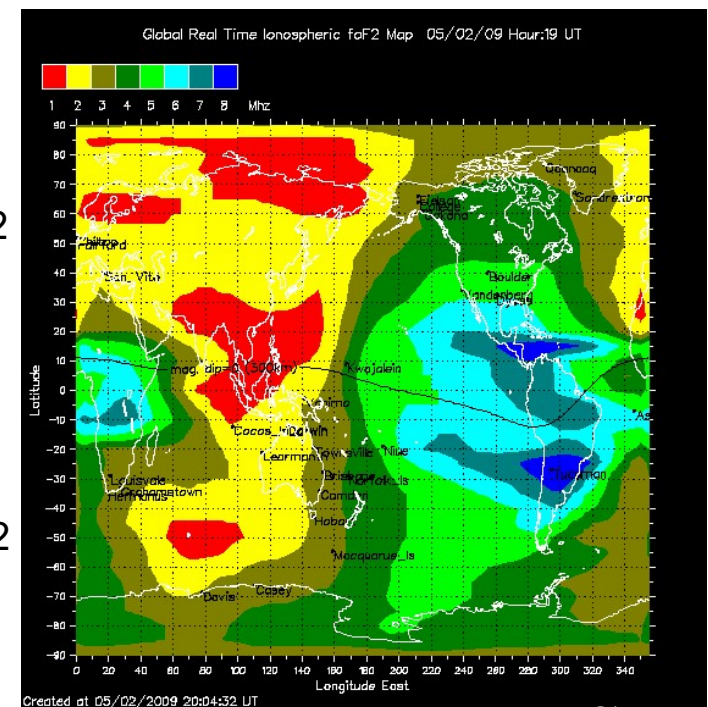 Global Real Time Ionospheric foF2 Map 05/02/09 Hour:19 UT
1 2 3 4 5 6 7 8 Mhz
90
80
70
60
50
40
30
20
10
0
-10
-20
-30
-40
-50
-60
-70
-80
-90
Latitude
2
2
Qaanaaq
College
Gakona
San_Vito
Boulder
Vandenberg
mag. dip=0 (300km)
Kwajalein
Darwin
Learmonth
Townsville
Niue
Louisvale
Grahamstown
Hermanus
Brisbane
Norfolk_Is
Camden
Tucuman
Macquarie_Is
Davis
Casey
0 20 40 60 80 100 120 140 160 180 200 220 240 260 280 300 320 340
Longitude East
Created at 05/02/2009 20:04:32 UT